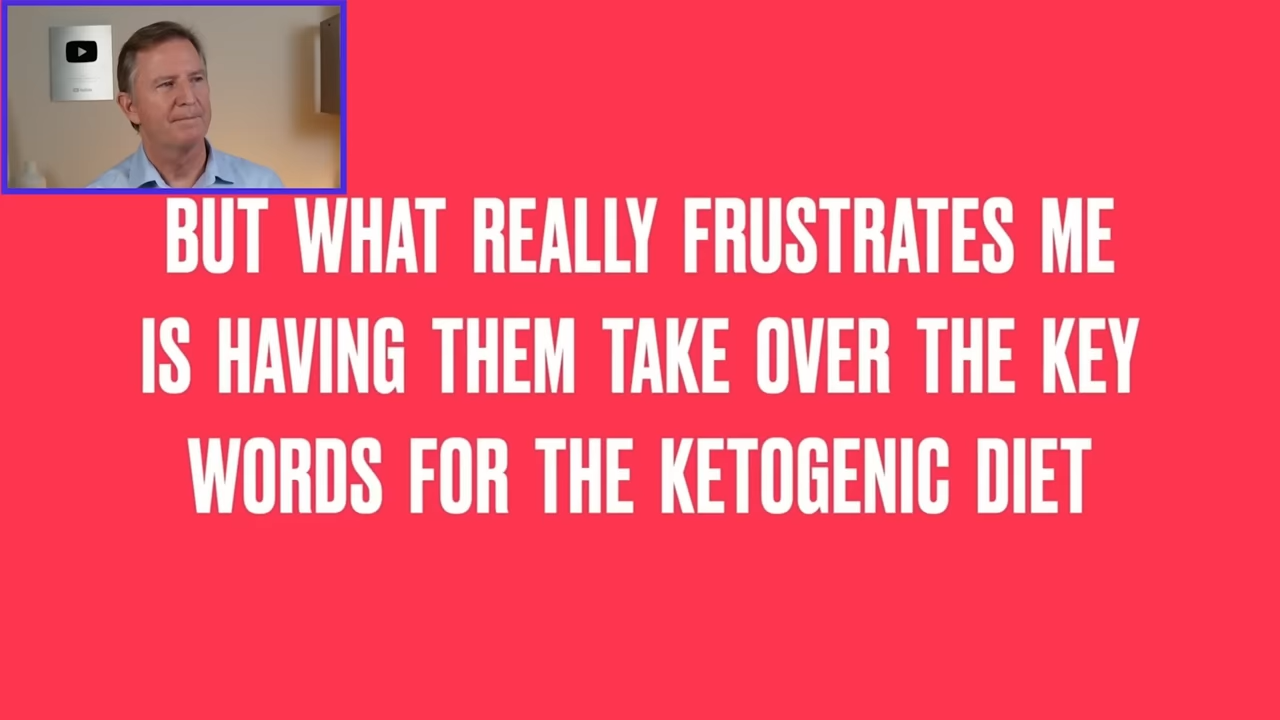 BUT WHAT REALLY FRUSTRATES ME
IS HAVING THEM TAKE OVER THE KEY
WORDS FOR THE KETOGENIC DIET